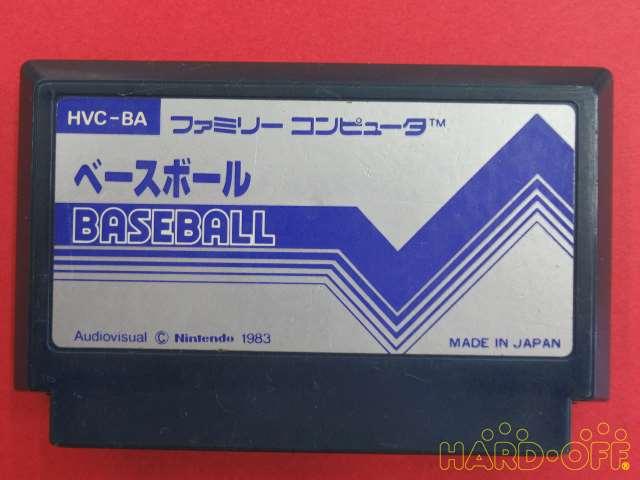 HVC-BA ファミリー コンピュータ™
ベースボール
BASEBALL
Audiovisual © Nintendo 1983
MADE IN JAPAN
HARD·OFF®